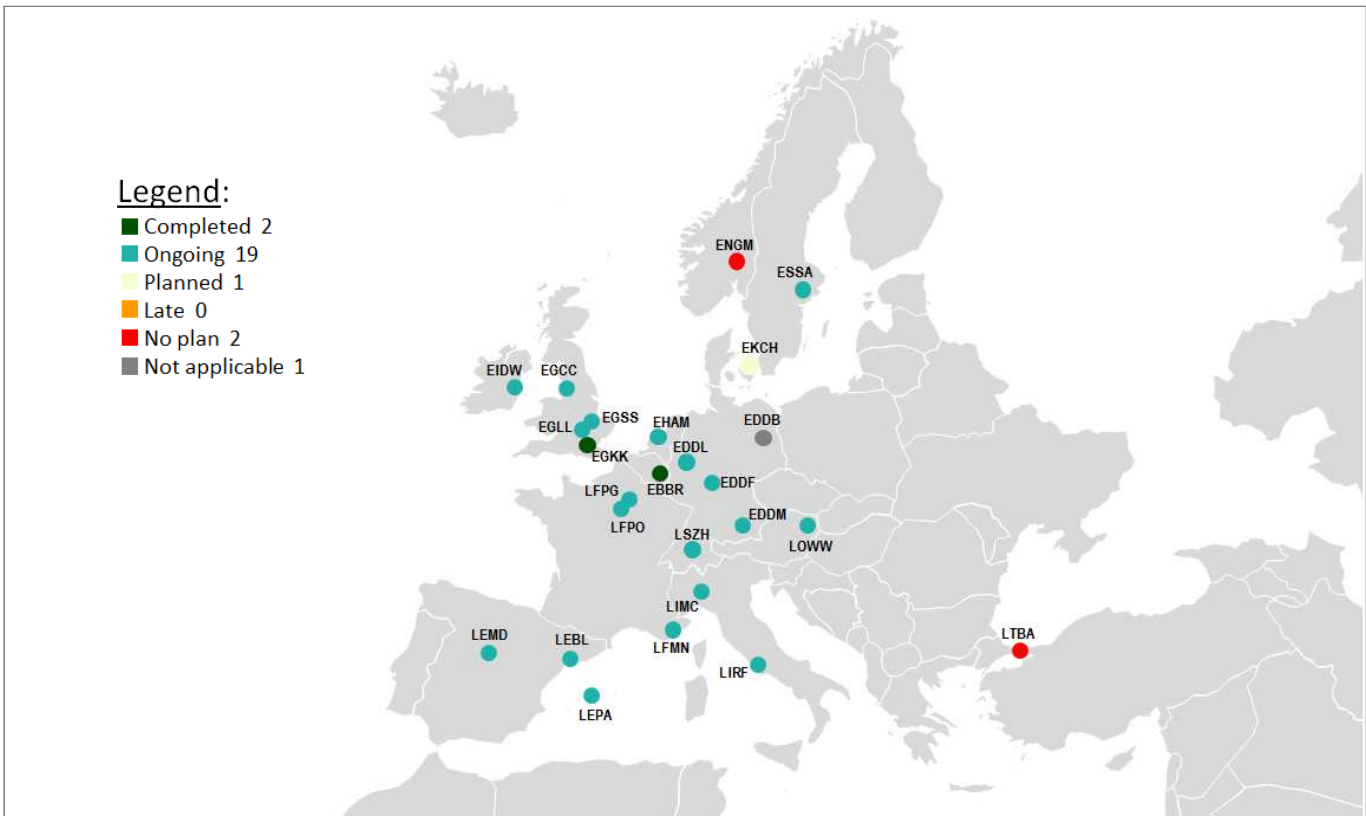 Legend:
Completed 2
Ongoing 19
Planned 1
Late 0
No plan 2
Not applicable 1
ENGM
ESSA
EKCH
EIDW
EGCC
EGSS
EGLL
EHAM
EDDB
EGKK
EDDL
EBBR
EDDF
LFPG
LFPO
EDDM
LSZH
LOWW
LIMC
LEMD
LEBL
LFMN
LTBA
LIRF
LEPA